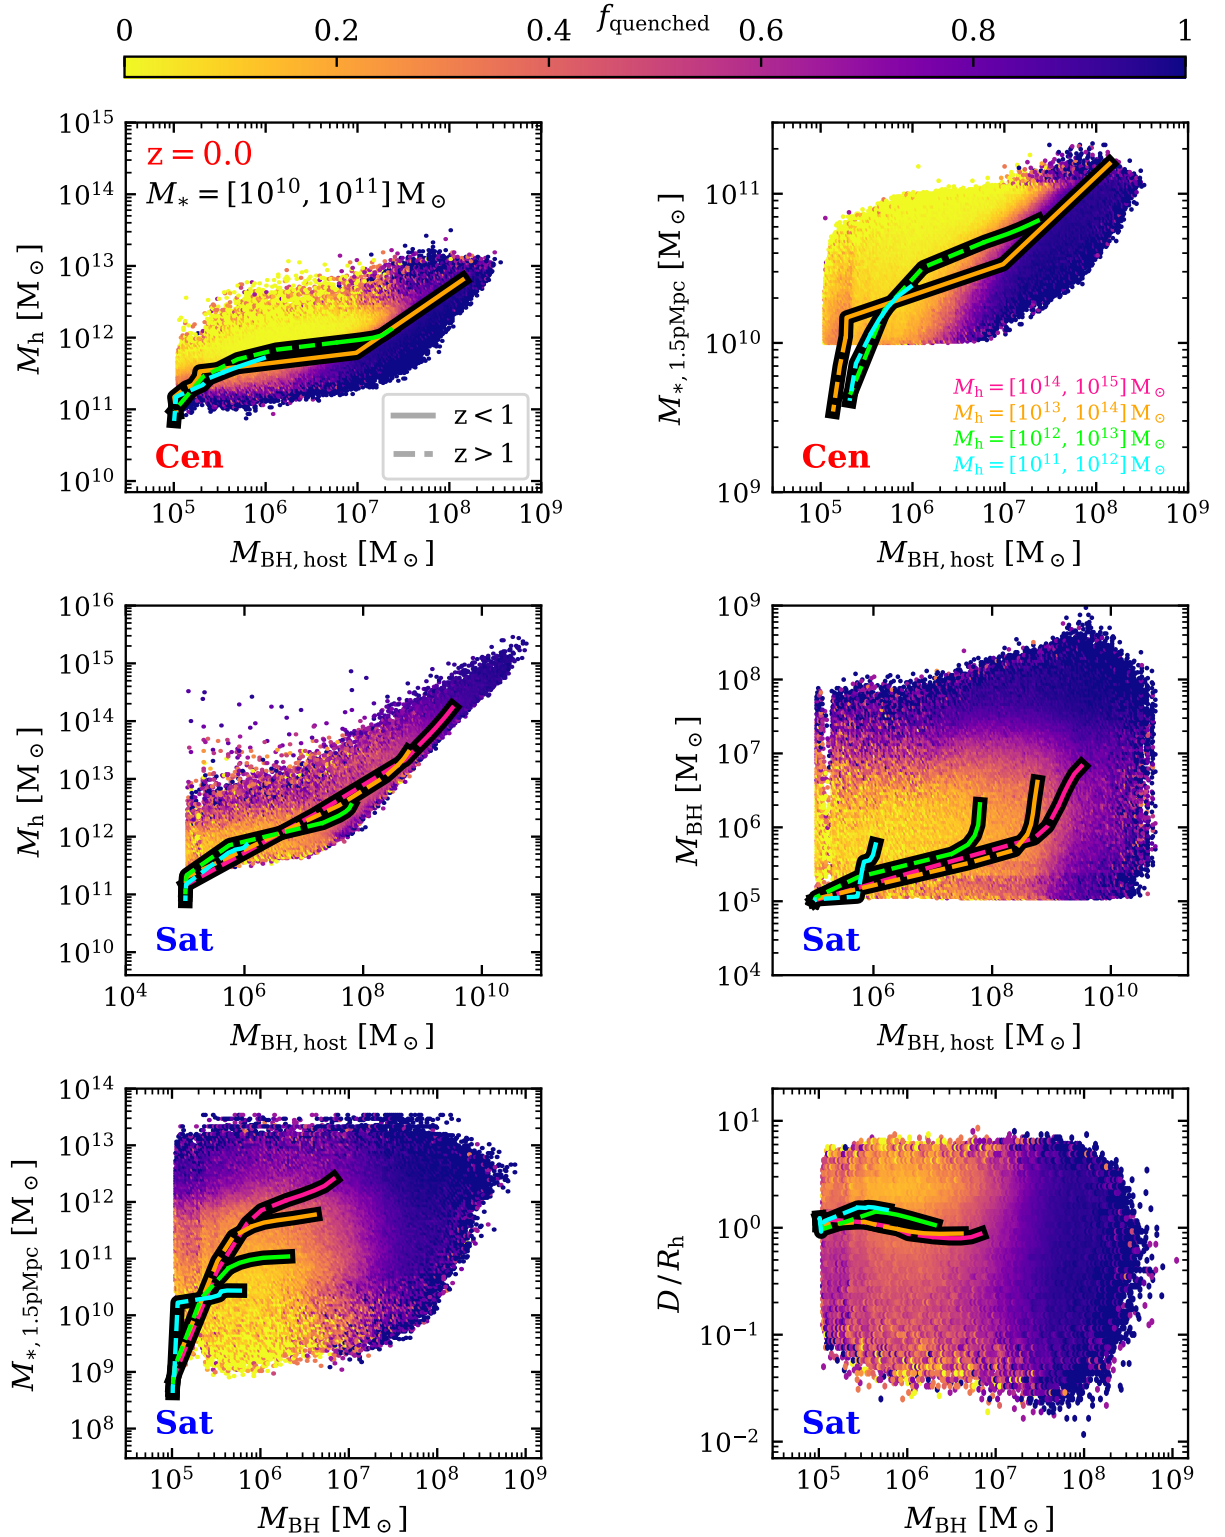 f_quenched
0 0.2 0.4 0.6 0.8 1
z = 0.0
M_* = [10^10, 10^11] M_⊙
10^15
10^14
10^13
10^12
10^11
10^10
M_h [M_⊙]
z < 1
z > 1
Cen
10^5 10^6 10^7 10^8 10^9
M_BH, host [M_⊙]
10^11
10^10
10^9
M_*, 1.5pMpc [M_⊙]
M_h = [10^14, 10^15] M_⊙
M_h = [10^13, 10^14] M_⊙
M_h = [10^12, 10^13] M_⊙
M_h = [10^11, 10^12] M_⊙
Cen
10^5 10^6 10^7 10^8 10^9
M_BH, host [M_⊙]
10^16
10^15
10^14
10^13
10^12
10^11
10^10
M_h [M_⊙]
Sat
10^4 10^6 10^8 10^10
M_BH, host [M_⊙]
10^9
10^8
10^7
10^6
10^5
10^4
M_BH [M_⊙]
Sat
10^6 10^8 10^10
M_BH, host [M_⊙]
10^14
10^13
10^12
10^11
10^10
10^9
10^8
M_*, 1.5pMpc [M_⊙]
Sat
10^5 10^6 10^7 10^8 10^9
M_BH [M_⊙]
10^1
10^0
10^−1
10^−2
D/R_h
Sat
10^5 10^6 10^7 10^8 10^9
M_BH [M_⊙]